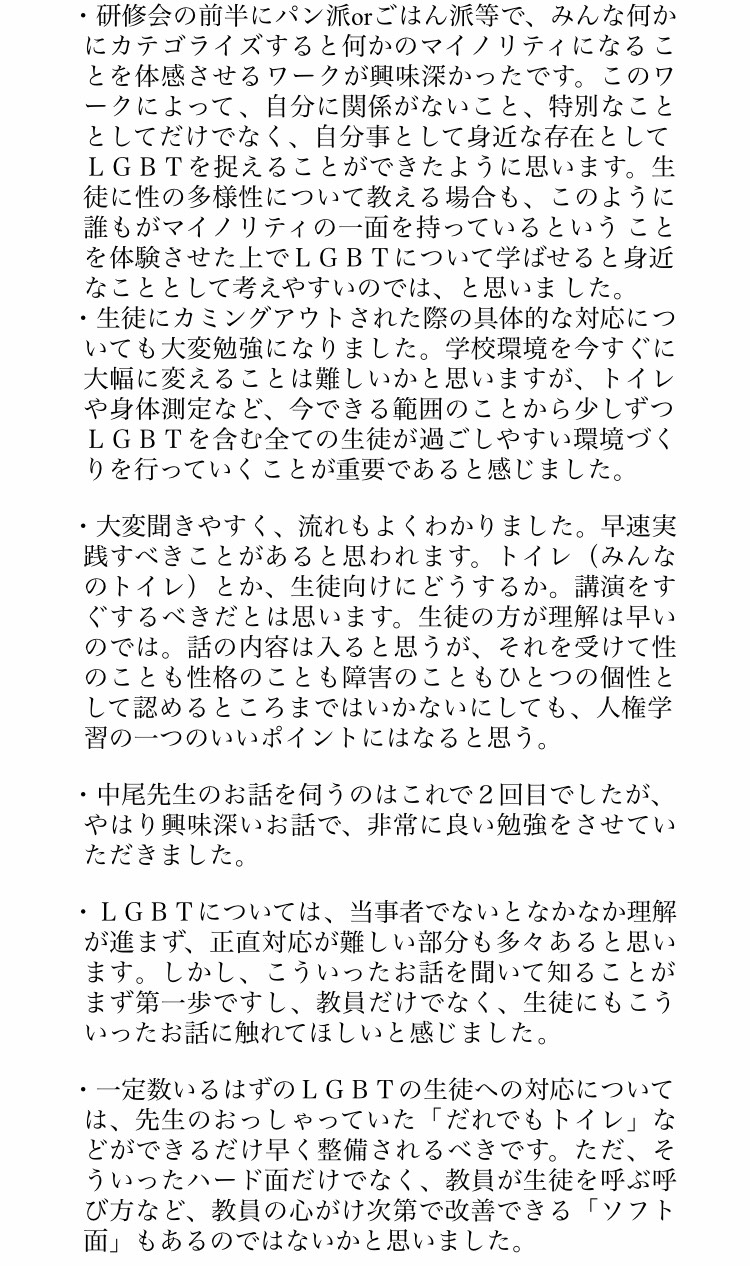 ・研修会の前半にパン派orごはん派等で、みんな何か
にカテゴライズすると何かのマイノリティになるこ
とを体感させるワークが興味深かったです。このワ
ークによって、自分に関係がないこと、特別なこと
としてだけでなく、自分事として身近な存在として
ＬＧＢＴを捉えることができたように思います。生
徒に性の多様性について教える場合も、このように
誰もがマイノリティの一面を持っているということ
を体験させた上でＬＧＢＴについて学ばせると身近
なこととして考えやすいのでは、と思いました。
・生徒にカミングアウトされた際の具体的な対応につ
いても大変勉強になりました。学校環境を今すぐに
大幅に変えることは難しいかと思いますが、トイレ
や身体測定など、今できる範囲のことから少しずつ
ＬＧＢＴを含む全ての生徒が過ごしやすい環境づく
りを行っていくことが重要であると感じました。
・大変聞きやすく、流れもよくわかりました。早速実
践すべきことがあると思われます。トイレ（みんな
のトイレ）とか、生徒向けにどうするか。講演をす
ぐするべきだとは思います。生徒の方が理解は早い
のでは。話の内容は入ると思うが、それを受けて性
のことも性格のことも障害のこともひとつの個性と
して認めるところまではいかないにしても、人権学
習の一つのいいポイントにはなると思う。
・中尾先生のお話を伺うのはこれで２回目でしたが、
やはり興味深いお話で、非常に良い勉強をさせてい
ただきました。
・ＬＧＢＴについては、当事者でないとなかなか理解
が進まず、正直対応が難しい部分も多々あると思い
ます。しかし、こういったお話を聞いて知ることが
まず第一歩ですし、教員だけでなく、生徒にもこう
いったお話に触れてほしいと感じました。
・一定数いるはずのＬＧＢＴの生徒への対応について
は、先生のおっしゃっていた「だれでもトイレ」な
どができるだけ早く整備されるべきです。ただ、そ
ういったハード面だけでなく、教員が生徒を呼ぶ呼
び方など、教員の心がけ次第で改善できる「ソフト
面」もあるのではないかと思いました。